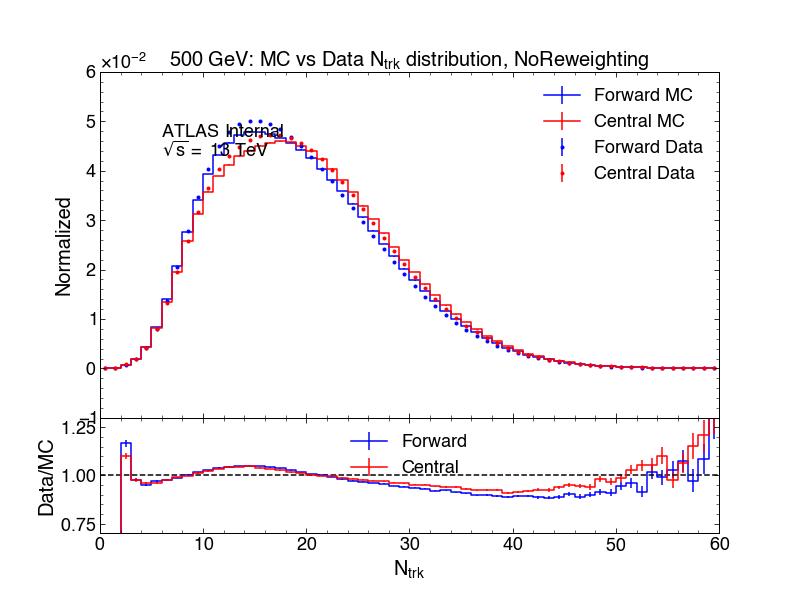 ×10⁻²
500 GeV: MC vs Data Ntrk distribution, NoReweighting
6
5
4
3
2
1
0
−1
Normalized
ATLAS Internal
√s = 13 TeV
Forward MC
Central MC
Forward Data
Central Data
1.25
1.00
0.75
Data/MC
Forward
Central
0 10 20 30 40 50 60
Ntrk